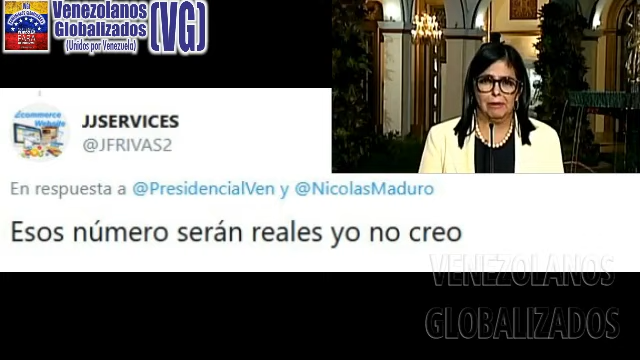 Venezolanos
Globalizados
(Unidos por Venezuela)
(VG)
JJSERVICES
@JFRIVAS2
En respuesta a @PresidencialVen y @NicolasMaduro
Esos número serán reales yo no creo
VENEZOLANOS
GLOBALIZADOS